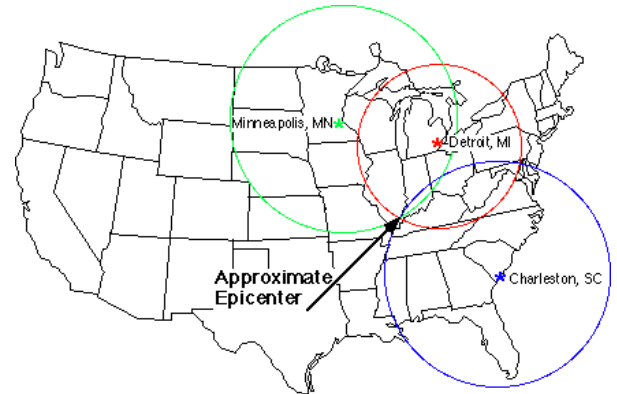 Minneapolis, MN
Detroit, MI
Approximate
Epicenter
Charleston, SC